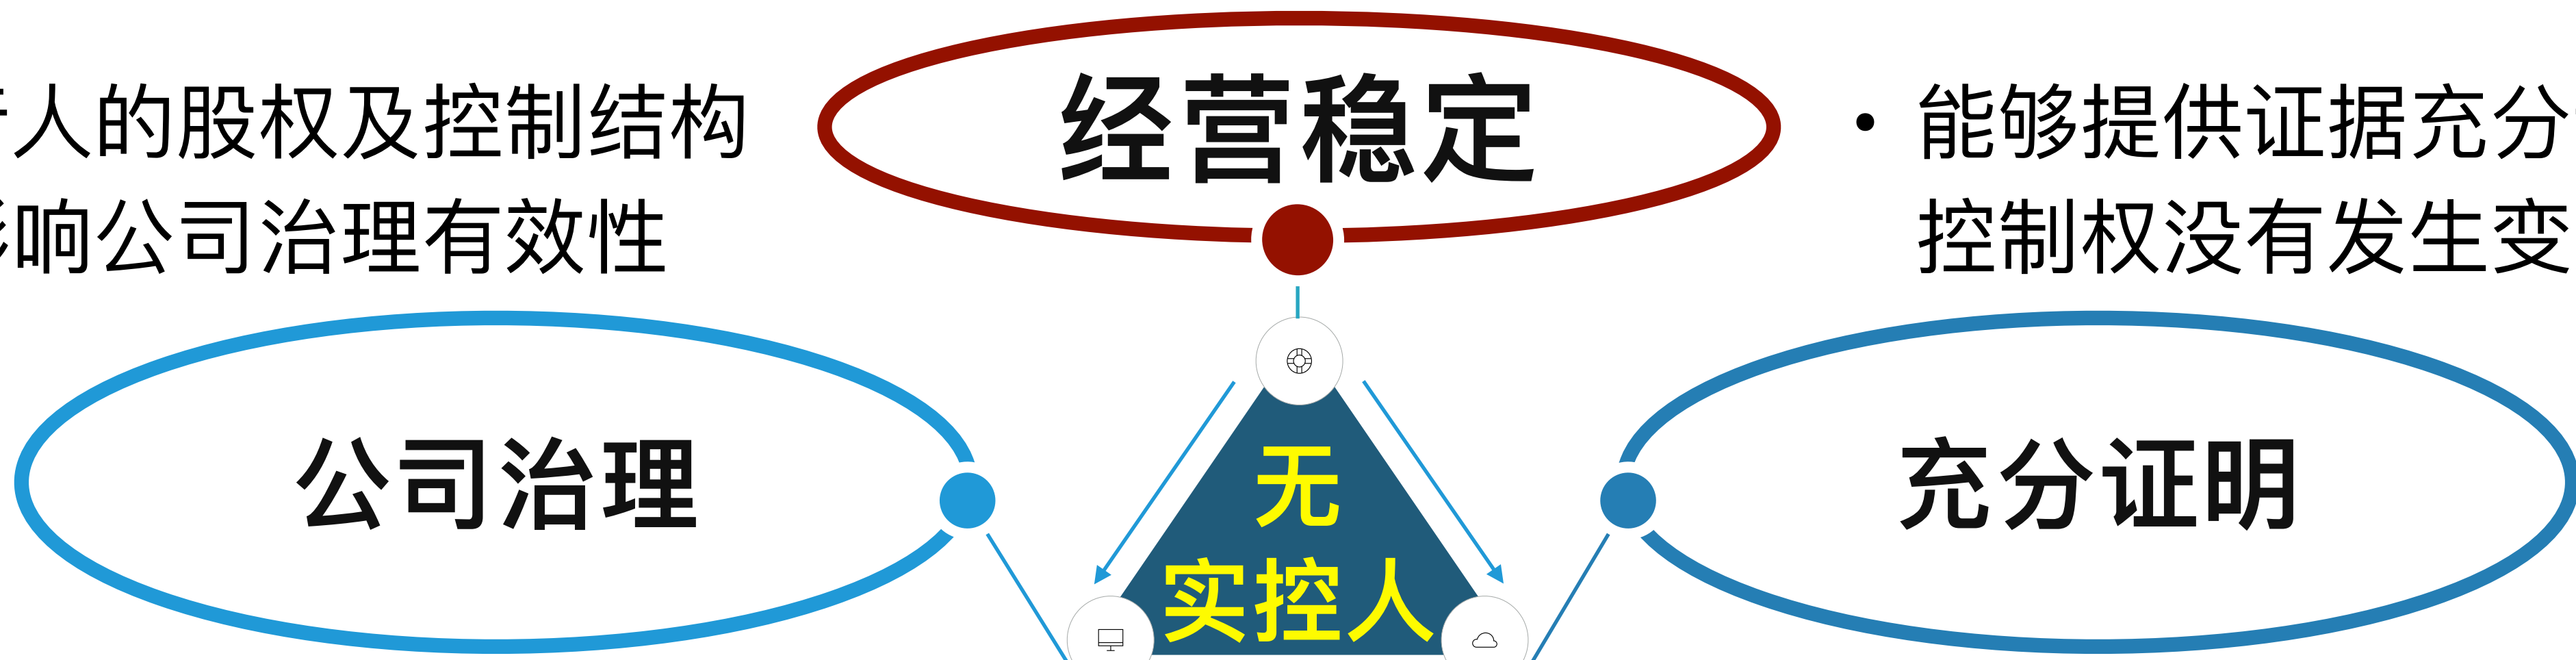 人的股权及控制结构
响公司治理有效性
经营稳定
• 能够提供证据充分
控制权没有发生变
公司治理
无
实控人
充分证明